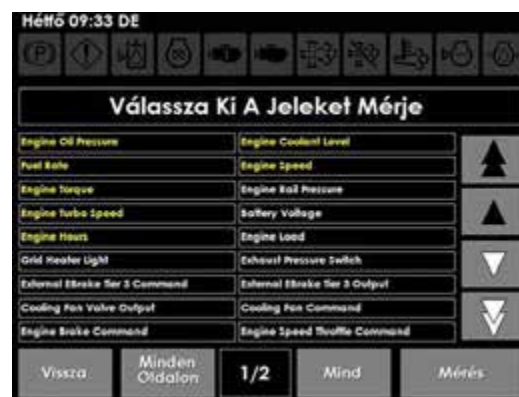 Hétfő 09:33 DE
Válassza Ki A Jeleket Mérje
Engine Oil Pressure
Engine Coolant Level
Fuel Rate
Engine Speed
Engine Torque
Engine Rail Pressure
Engine Turbo Speed
Battery Voltage
Engine Hours
Engine Load
Grid Heater Light
Exhaust Pressure Switch
External EBrake Tier 3 Command
External EBrake Tier 3 Output
Cooling Fan Valve Output
Cooling Fan Command
Engine Brake Command
Engine Speed Throttle Command
Vissza
Minden
Oldalon
1/2
Mind
Mérés